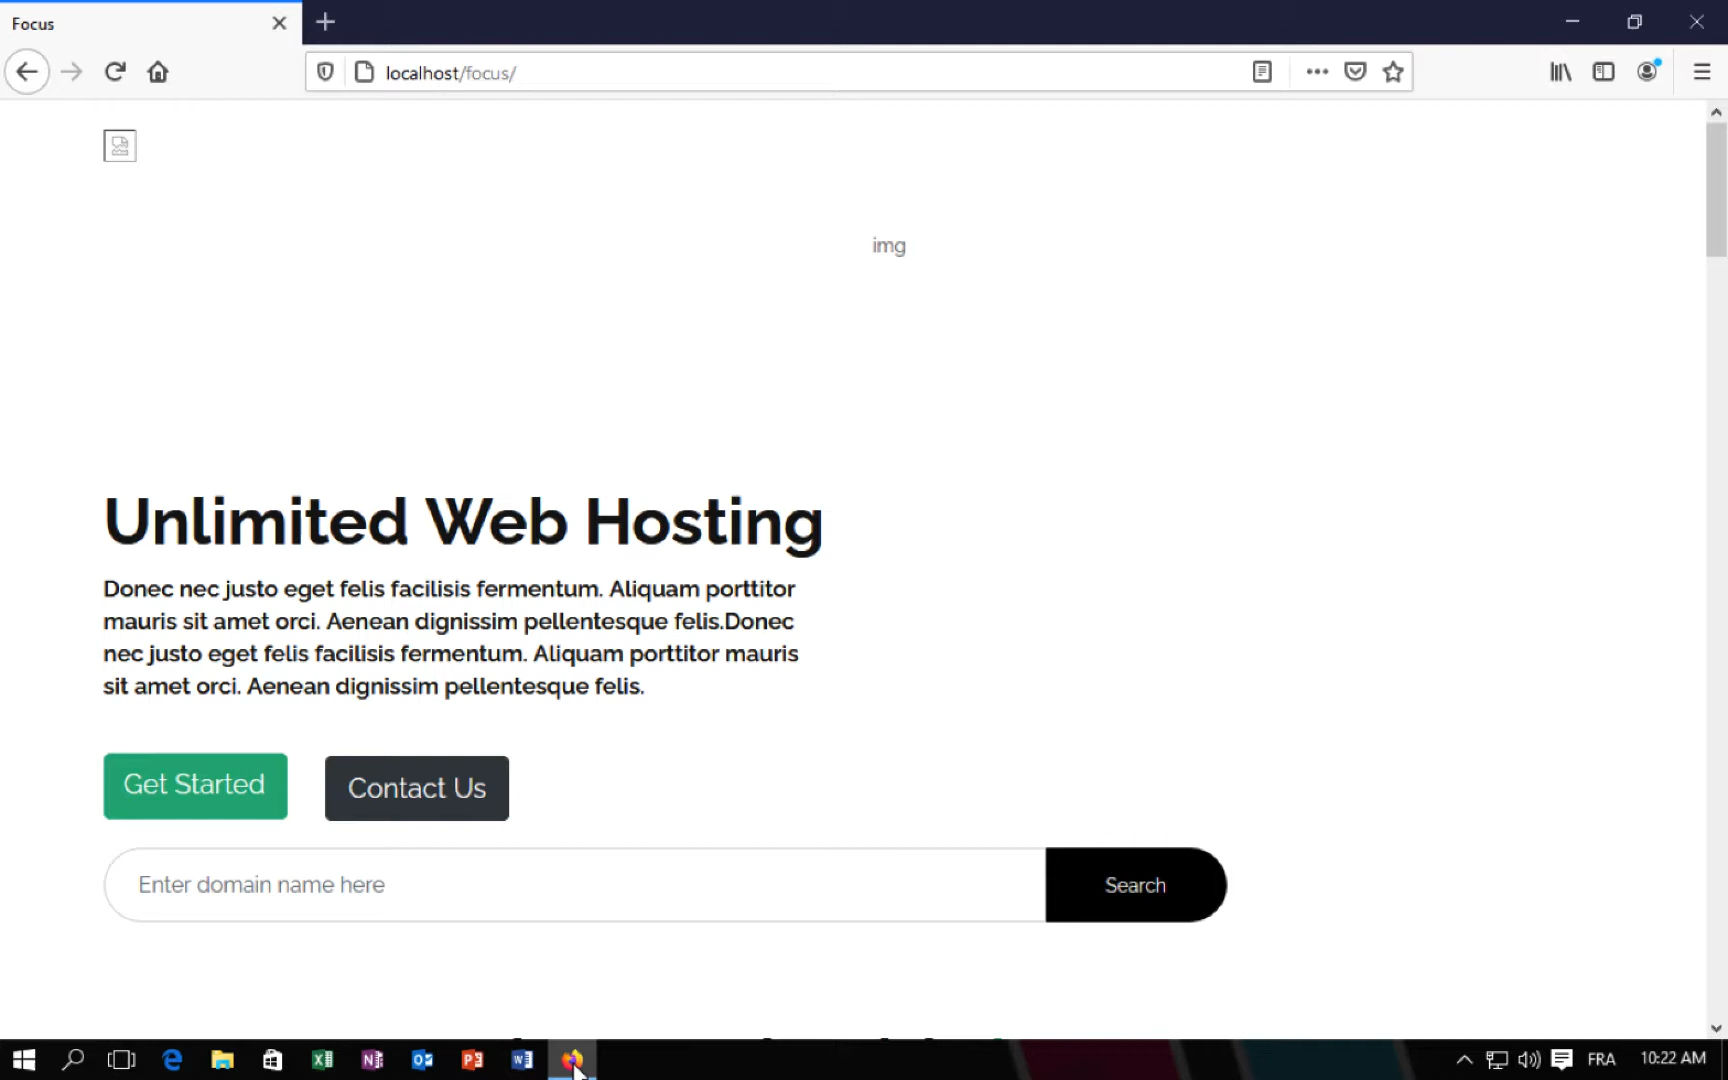 Focus
localhost/focus/
img
Unlimited Web Hosting
Donec nec justo eget felis facilisis fermentum. Aliquam porttitor
mauris sit amet orci. Aenean dignissim pellentesque felis.Donec
nec justo eget felis facilisis fermentum. Aliquam porttitor mauris
sit amet orci. Aenean dignissim pellentesque felis.
Get Started
Contact Us
Enter domain name here
Search
FRA
10:22 AM